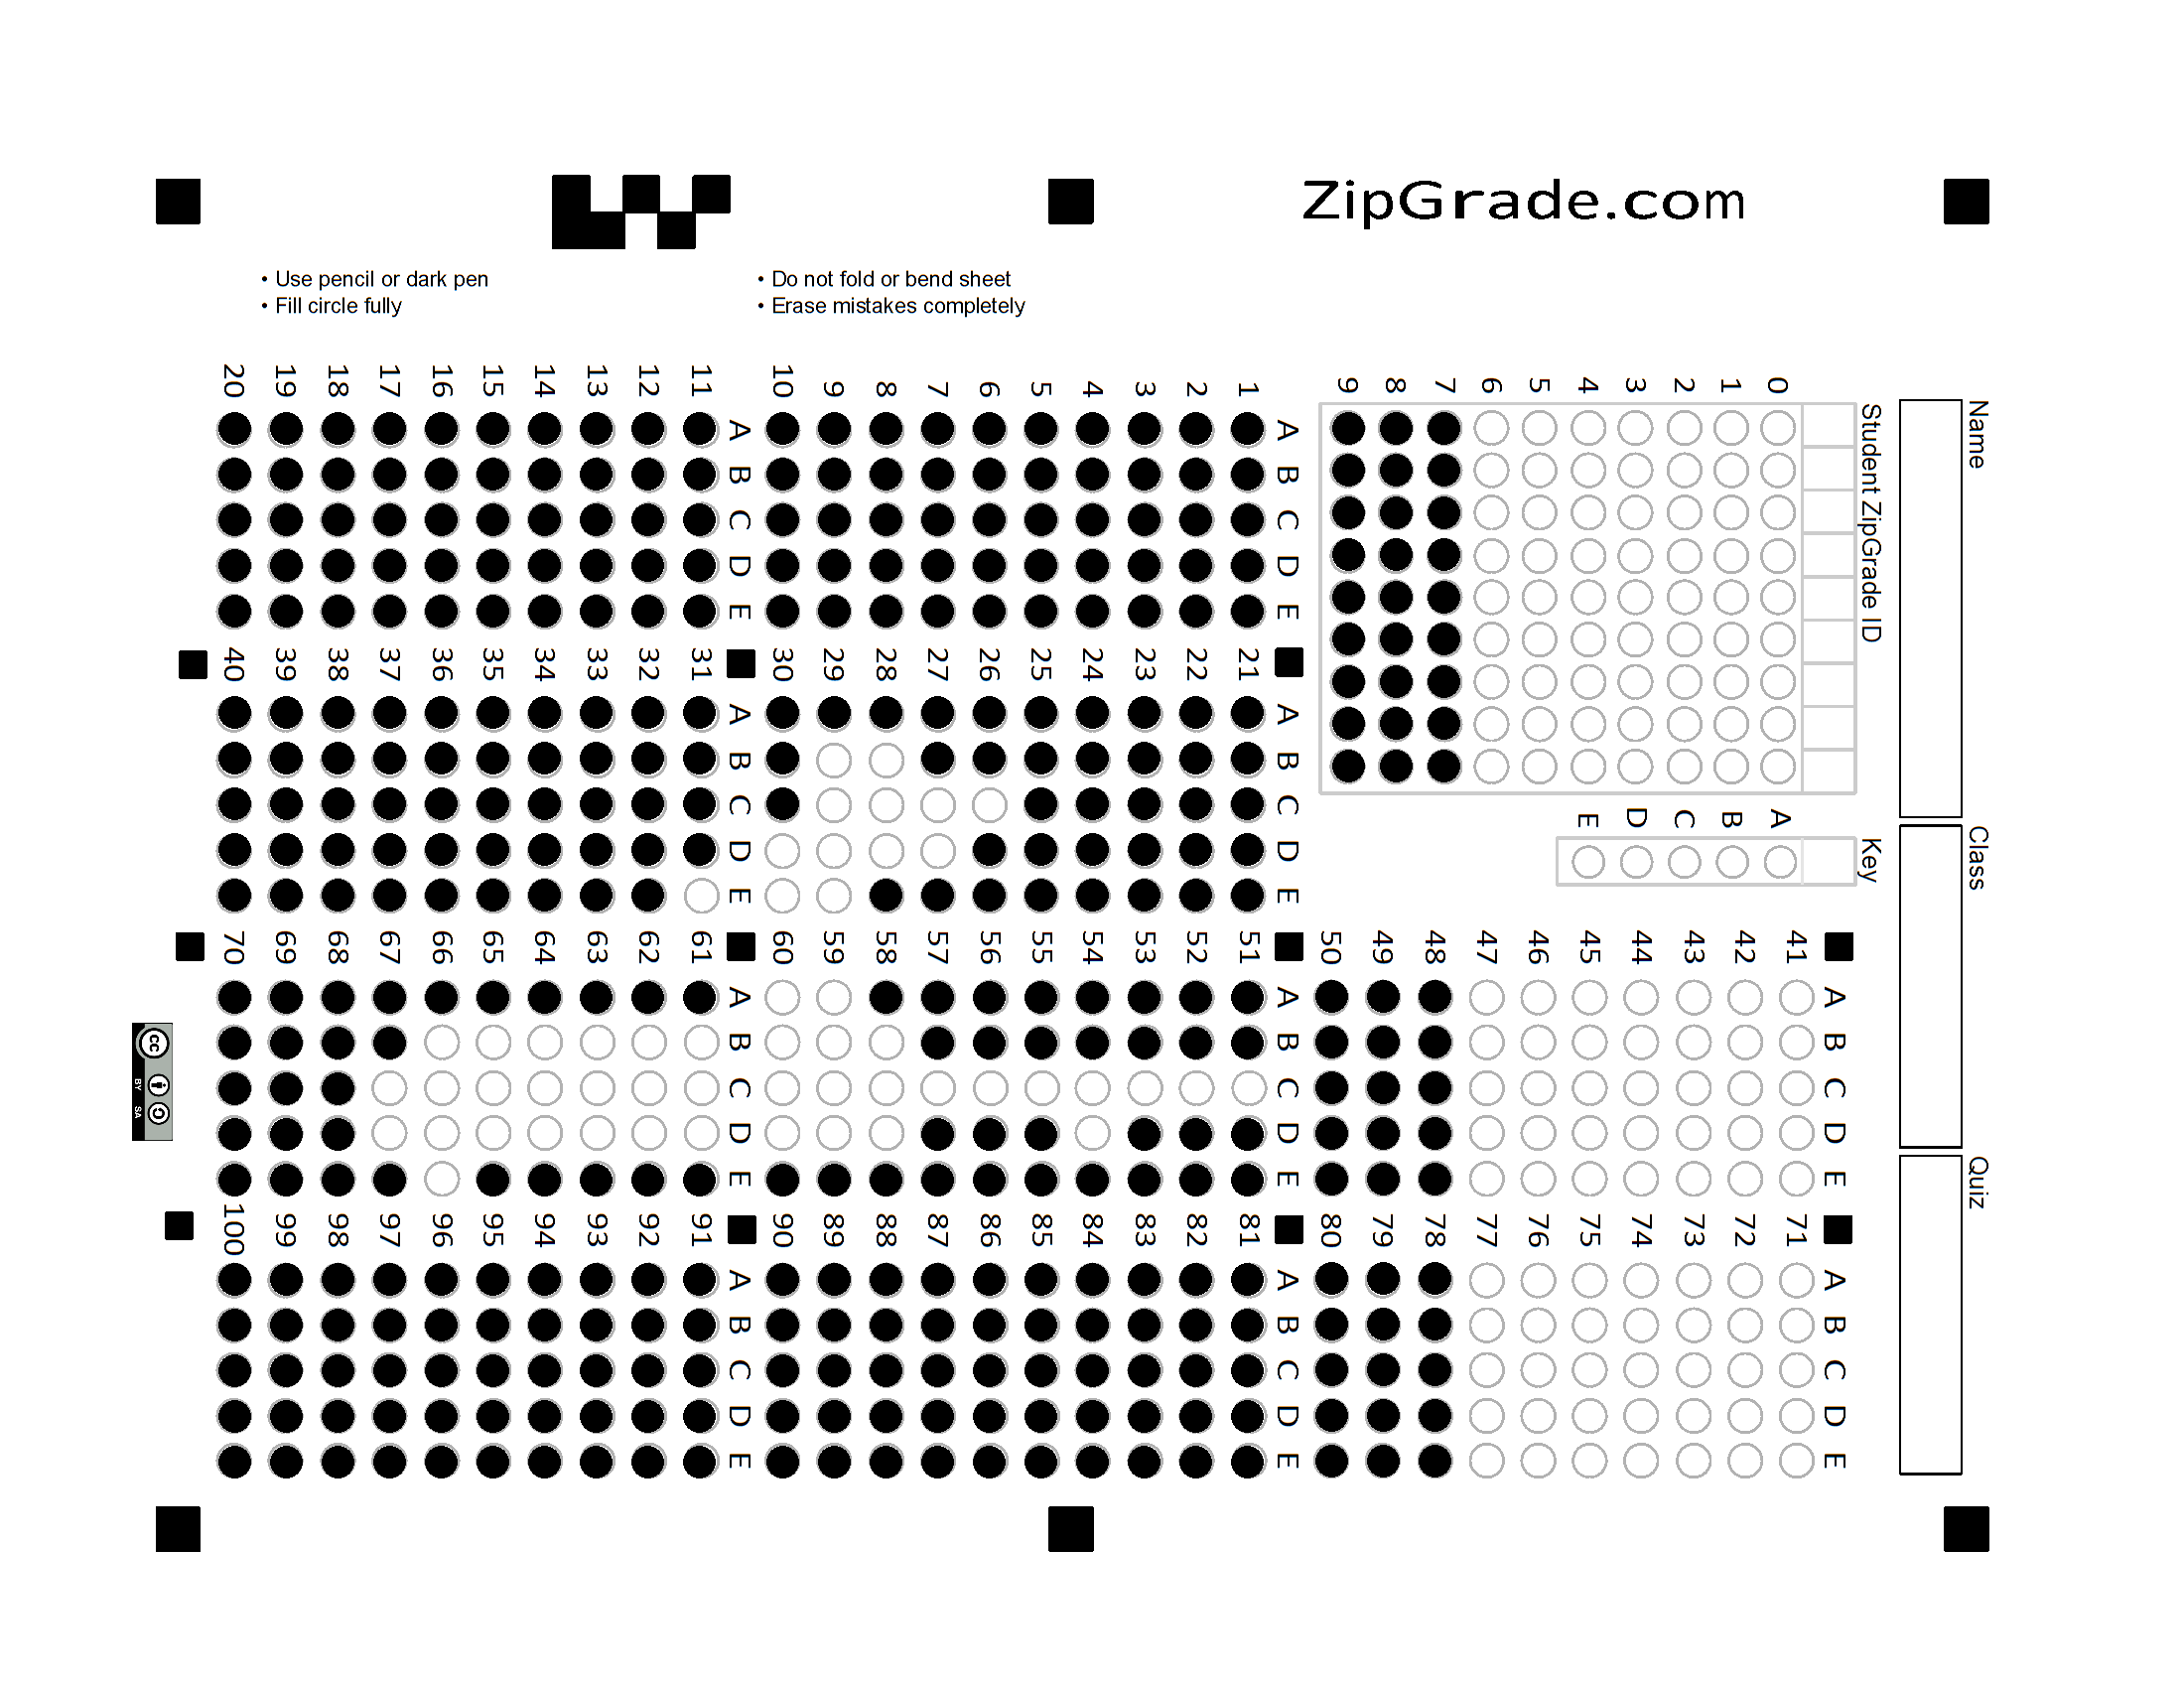 ZipGrade.com
• Use pencil or dark pen
• Fill circle fully
• Do not fold or bend sheet
• Erase mistakes completely
Name Class Quiz
Student ZipGrade ID Key
A B C D E A B C D E
0 A 41 71
1 B 42 72
2 C 43 73
3 D 44 74
4 E 45 75
5 46 76
6 47 77
7 48 78
8 49 79
9 50 80
A B C D E A B C D E A B C D E A B C D E
1 21 51 81
2 22 52 82
3 23 53 83
4 24 54 84
5 25 55 85
6 26 56 86
7 27 57 87
8 28 58 88
9 29 59 89
10 30 60 90
A B C D E A B C D E A B C D E A B C D E
11 31 61 91
12 32 62 92
13 33 63 93
14 34 64 94
15 35 65 95
16 36 66 96
17 37 67 97
18 38 68 98
19 39 69 99
20 40 70 100
cc
BY SA